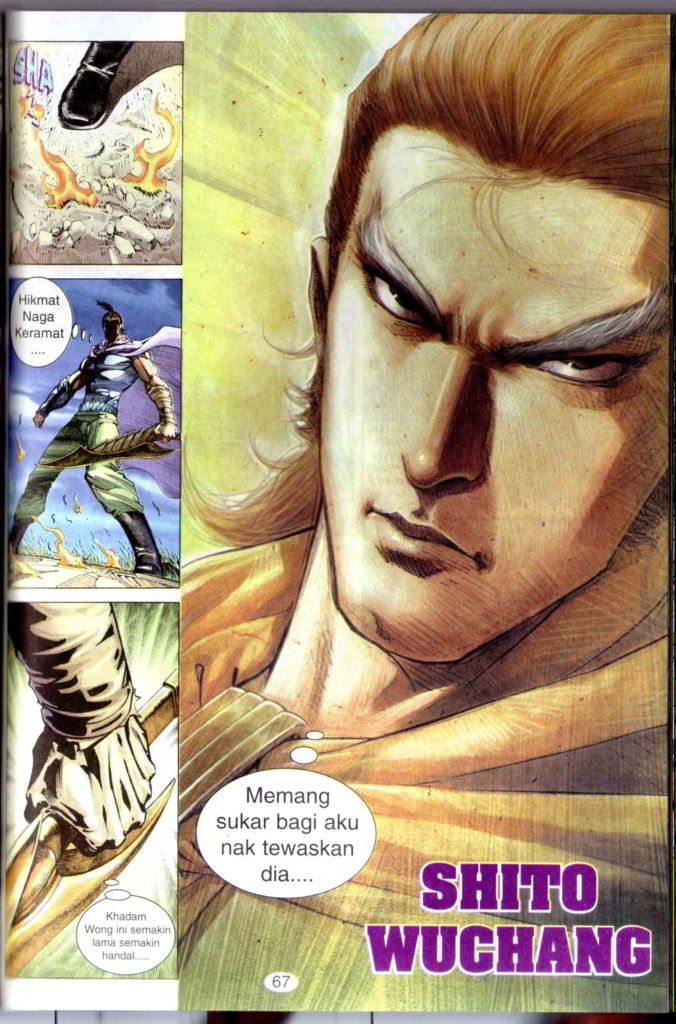 SHA
Hikmat
Naga
Keramat
....
Khadam
Wong ini semakin
lama semakin
handal.....
Memang
sukar bagi aku
nak tewaskan
dia....
SHITO
WUCHANG
67